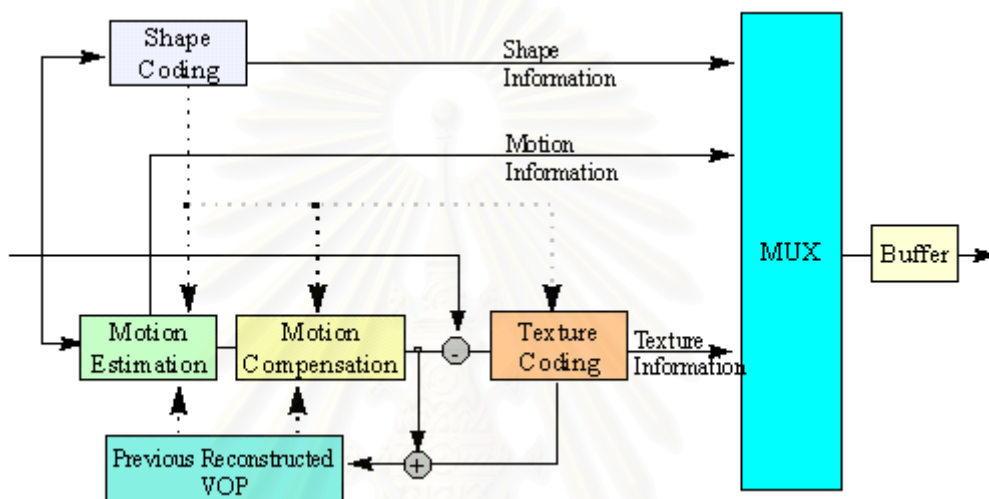 Shape
Coding
Shape
Information
Motion
Information
MUX
Buffer
Motion
Estimation
Motion
Compensation
-
Texture
Coding
Texture
Information
Previous Reconstructed
VOP
+